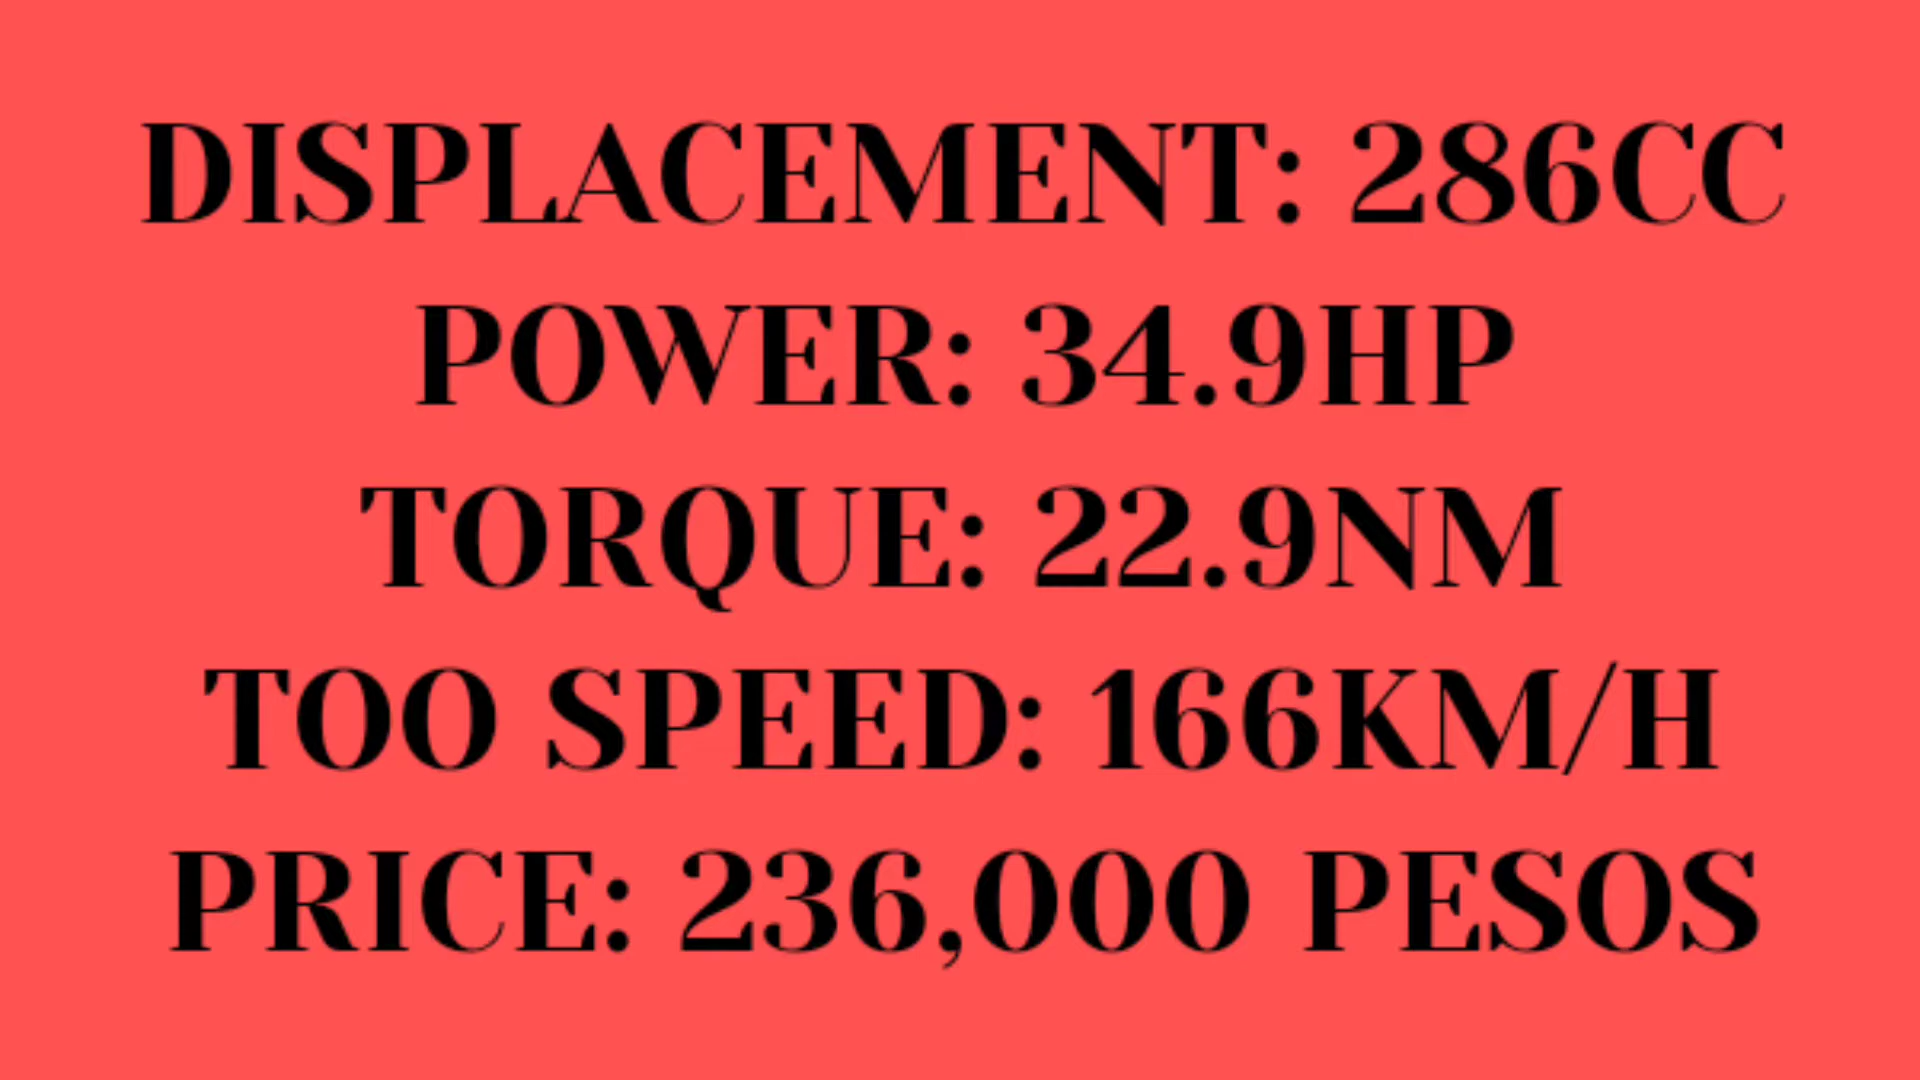 DISPLACEMENT: 286CC
POWER: 34.9HP
TORQUE: 22.9NM
TOO SPEED: 166KM/H
PRICE: 236,000 PESOS